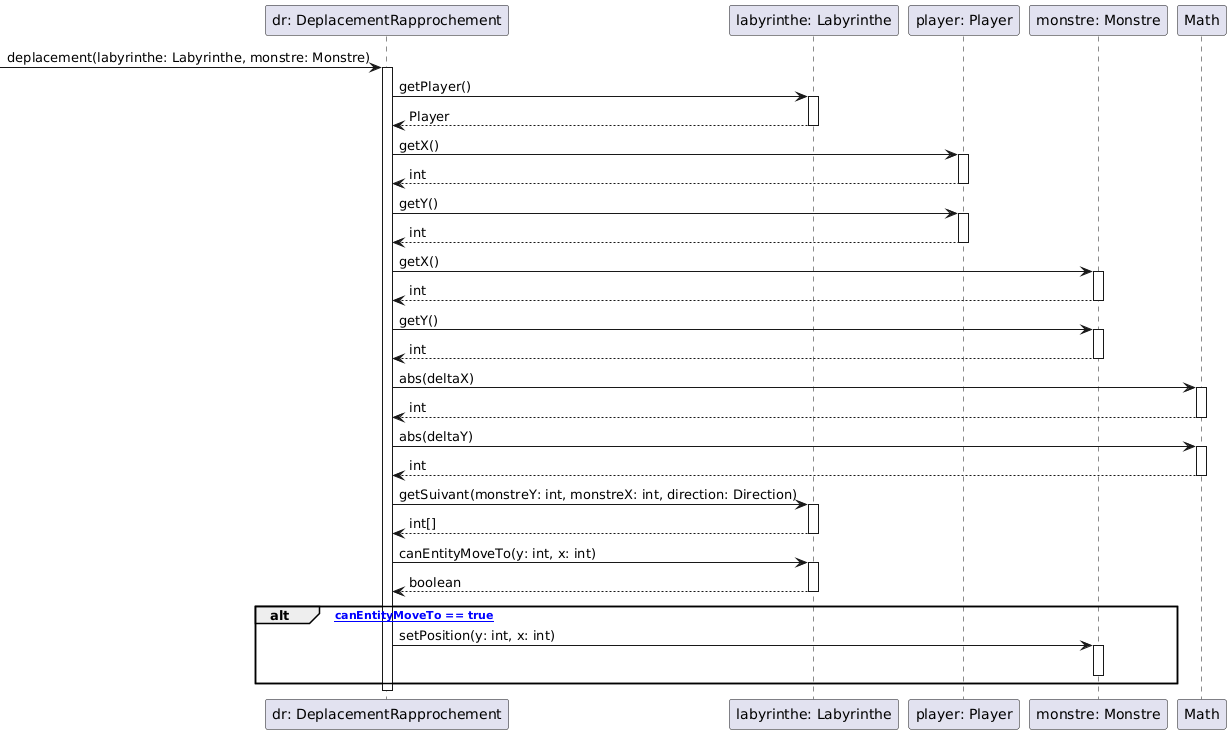 dr: DeplacementRapprochement labyrinthe: Labyrinthe player: Player monstre: Monstre Math
deplacement(labyrinthe: Labyrinthe, monstre: Monstre)
getPlayer()
Player
getX()
int
getY()
int
getX()
int
getY()
int
abs(deltaX)
int
abs(deltaY)
int
getSuivant(monstreY: int, monstreX: int, direction: Direction)
int[]
canEntityMoveTo(y: int, x: int)
boolean
alt canEntityMoveTo == true
setPosition(y: int, x: int)
dr: DeplacementRapprochement labyrinthe: Labyrinthe player: Player monstre: Monstre Math